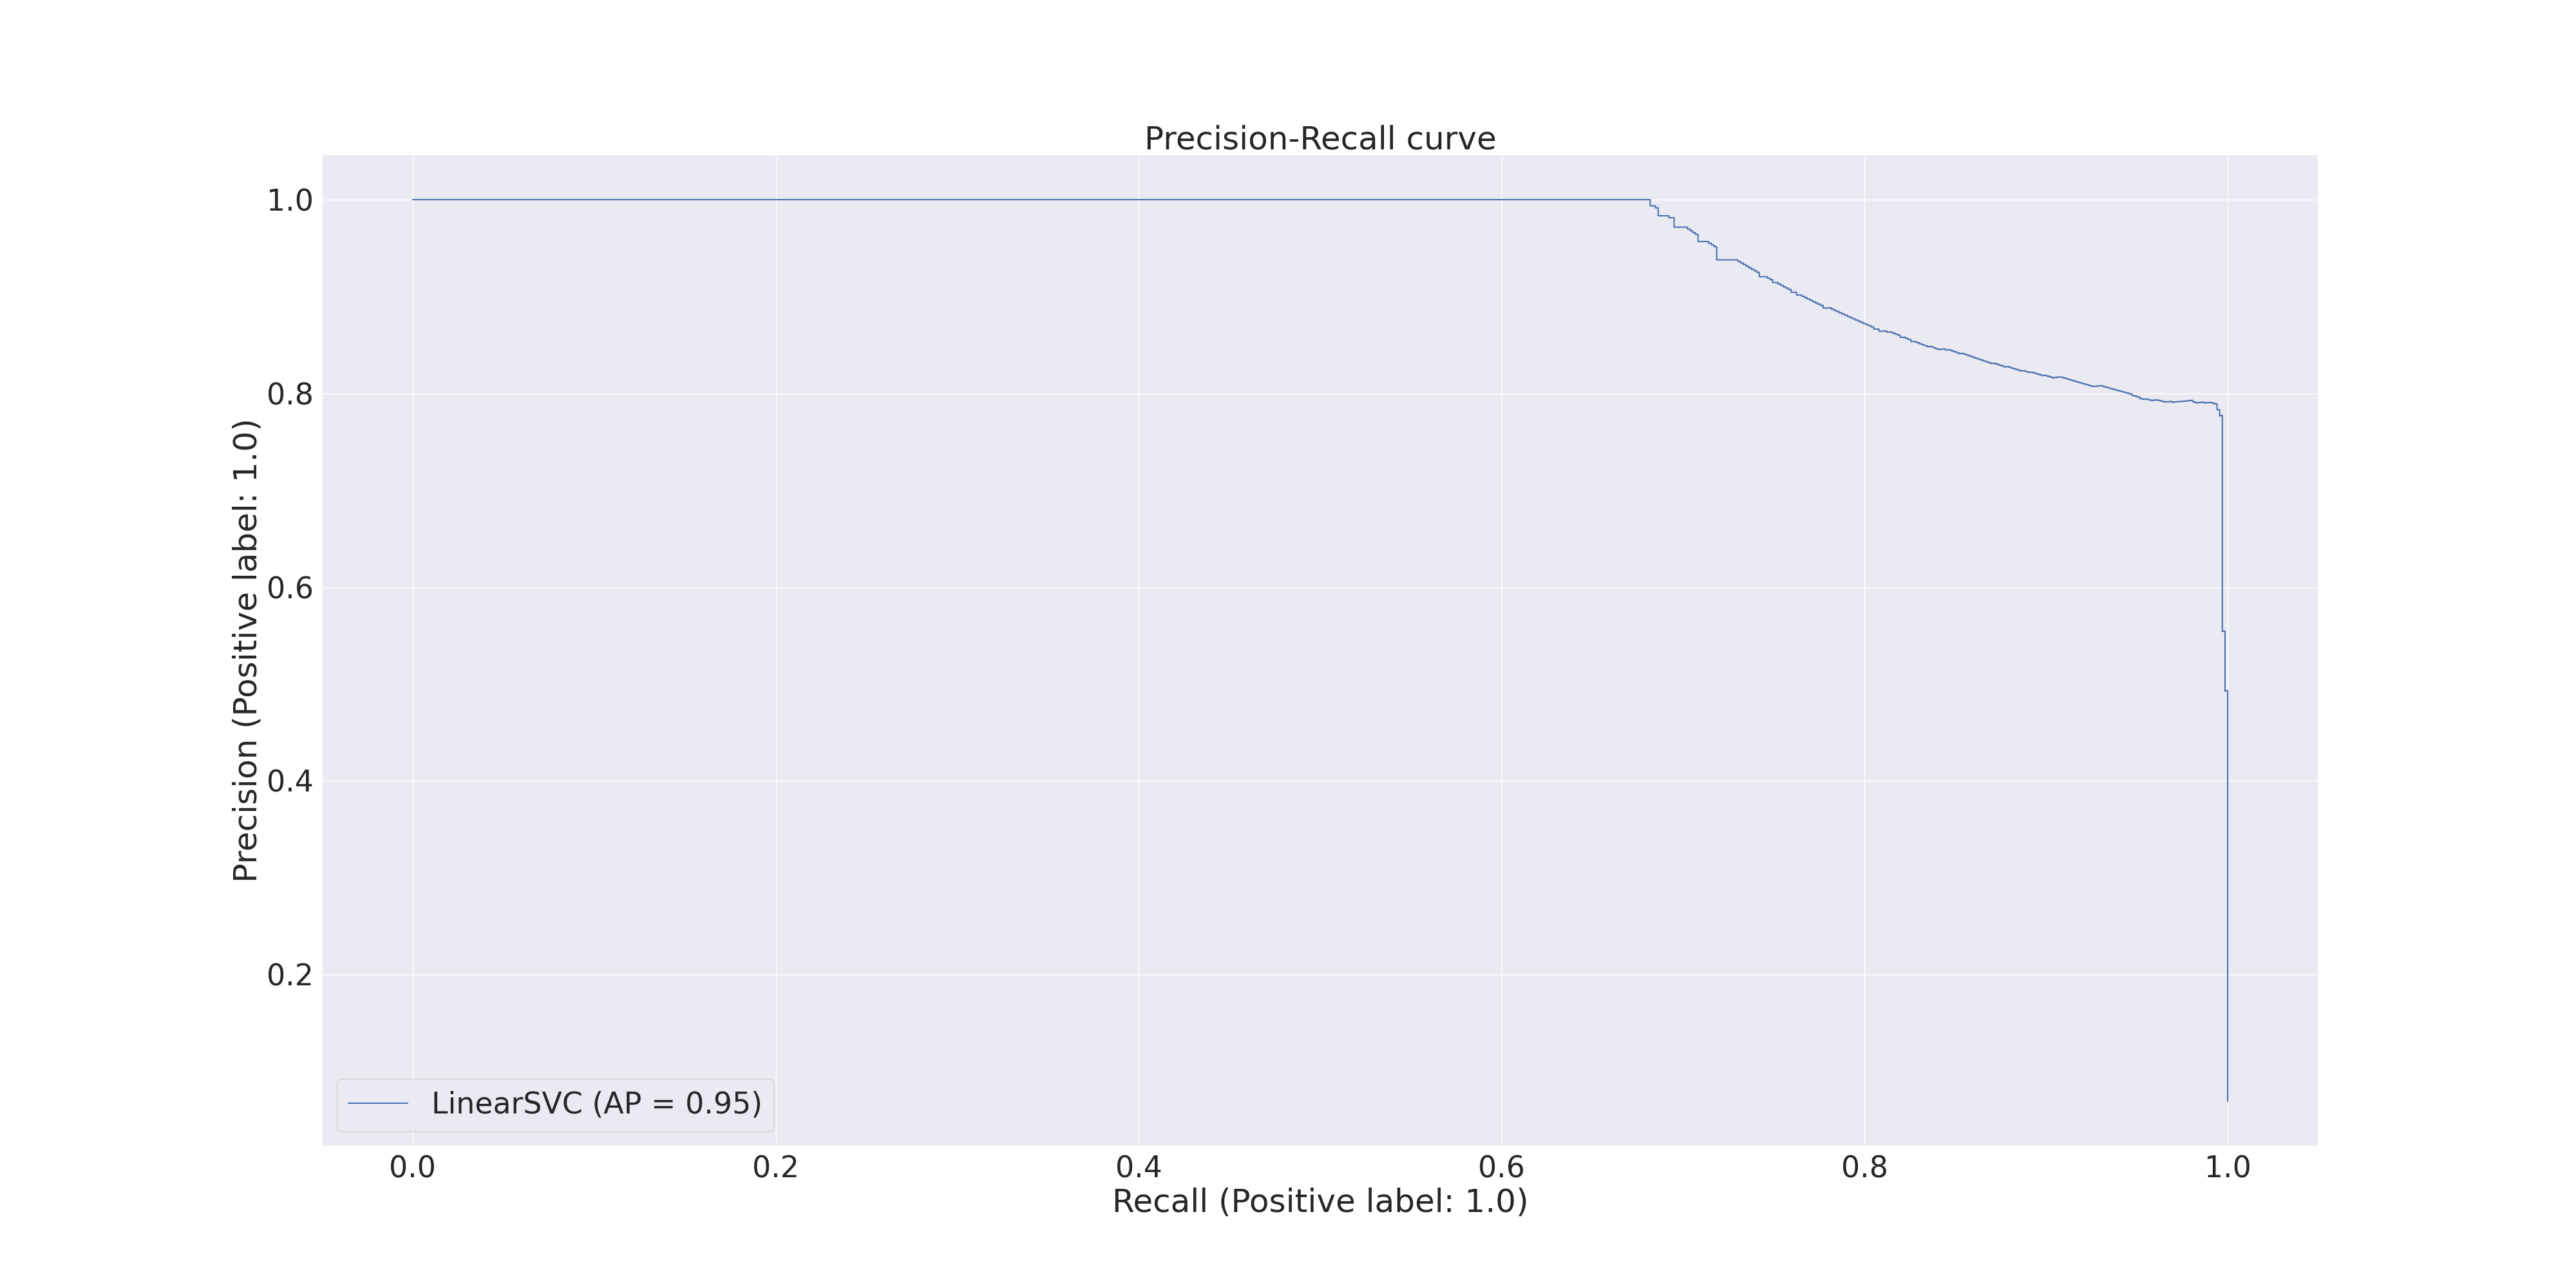 Precision-Recall curve
1.0
0.8
0.6
0.4
0.2
Precision (Positive label: 1.0)
LinearSVC (AP = 0.95)
0.0 0.2 0.4 0.6 0.8 1.0
Recall (Positive label: 1.0)